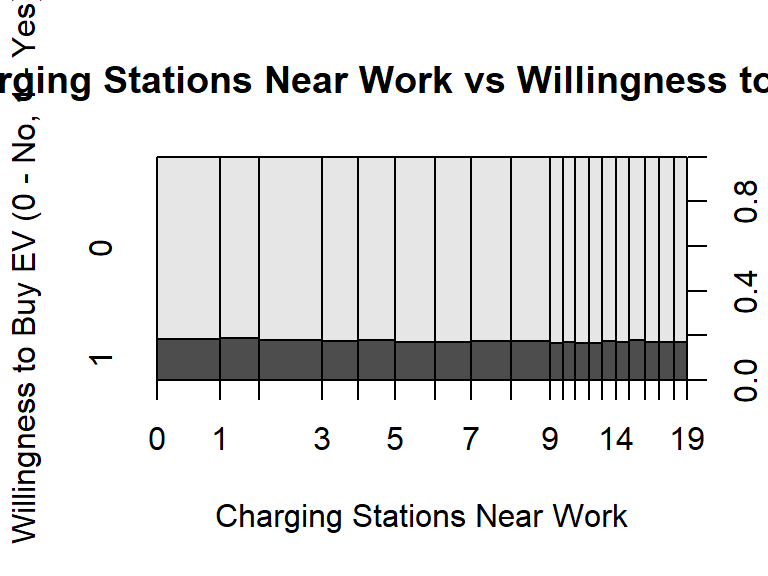 rging Stations Near Work vs Willingness to
Willingness to Buy EV (0 - No, 1 - Yes)
0
1
0.0 0.4 0.8
0 1 3 5 7 9 14 19
Charging Stations Near Work